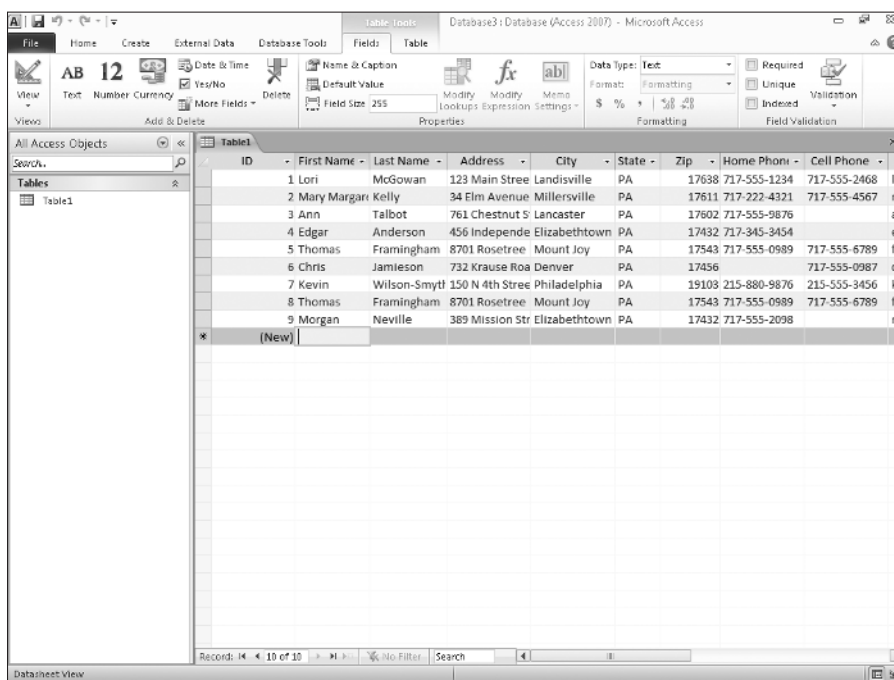 Table Tools
Database3 : Database (Access 2007) - Microsoft Access
File Home Create External Data Database Tools Fields Table
View
Views
AB Text
12 Number
Currency
Date & Time
Yes/No
More Fields
Delete
Add & Delete
Name & Caption
Default Value
Field Size 255
Modify Lookups
fx Modify Expression
ab Memo Settings
Properties
Data Type: Text
Format: Formatting
$ % ,
Formatting
Required
Unique
Indexed
Validation
Field Validation
All Access Objects
Search..
Tables
Table1
Table1
ID First Name Last Name Address City State Zip Home Phone Cell Phone
1 Lori McGowan 123 Main Stree Landisville PA 17638 717-555-1234 717-555-2468
2 Mary Margare Kelly 34 Elm Avenue Millersville PA 17611 717-222-4321 717-555-4567
3 Ann Talbot 761 Chestnut S Lancaster PA 17602 717-555-9876
4 Edgar Anderson 456 Independe Elizabethtown PA 17432 717-345-3454
5 Thomas Framingham 8701 Rosetree Mount Joy PA 17543 717-555-0989 717-555-6789
6 Chris Jamieson 732 Krause Roa Denver PA 17456 717-555-0987
7 Kevin Wilson-Smyth 150 N 4th Stree Philadelphia PA 19103 215-880-9876 215-555-3456
8 Thomas Framingham 8701 Rosetree Mount Joy PA 17543 717-555-0989 717-555-6789
9 Morgan Neville 389 Mission Str Elizabethtown PA 17432 717-555-2098
(New)
Record: 10 of 10 No Filter Search
Datasheet View